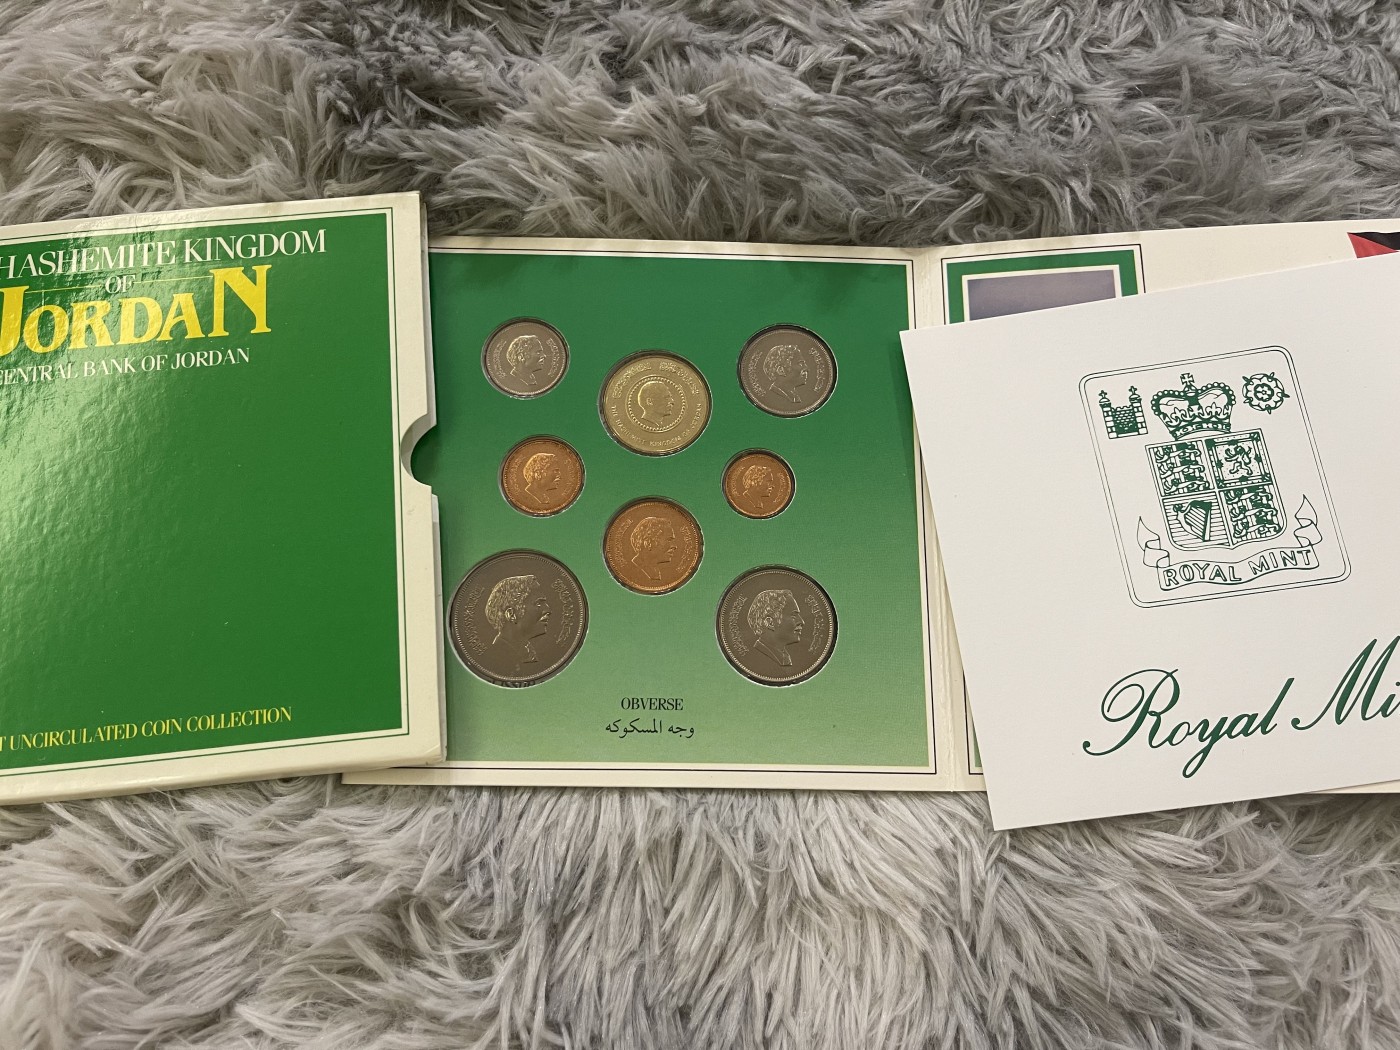 HASHEMITE KINGDOM
OF
JORDAN
CENTRAL BANK OF JORDAN
UNCIRCULATED COIN COLLECTION
OBVERSE
وجه المسكوكه
ROYAL MINT
Royal Mi